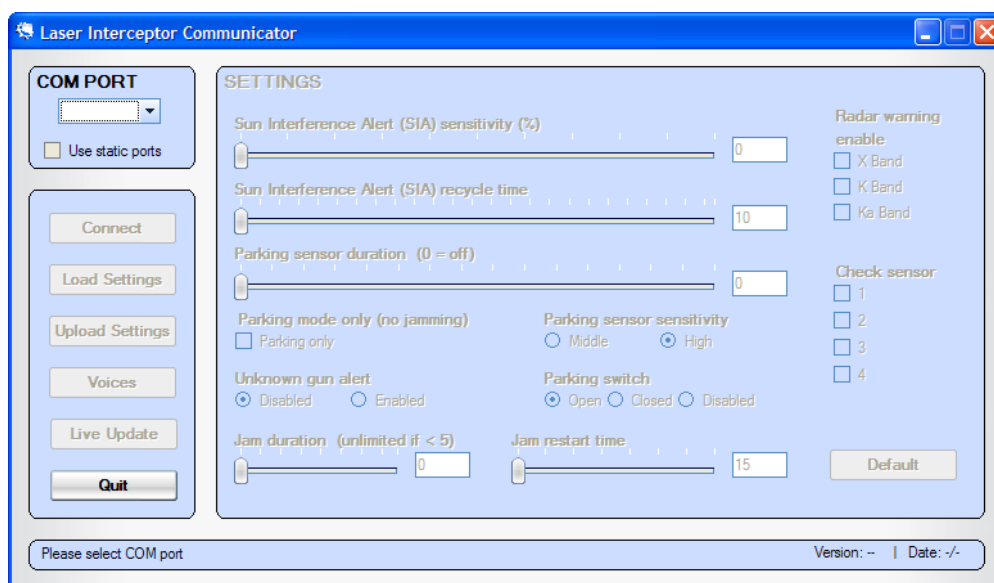 Laser Interceptor Communicator
COM PORT
Use static ports
Connect
Load Settings
Upload Settings
Voices
Live Update
Quit
SETTINGS
Sun Interference Alert (SIA) sensitivity (%)
0
Sun Interference Alert (SIA) recycle time
10
Parking sensor duration (0 = off)
0
Parking mode only (no jamming)
Parking only
Parking sensor sensitivity
Middle High
Unknown gun alert
Disabled Enabled
Parking switch
Open Closed Disabled
Jam duration (unlimited if < 5)
0
Jam restart time
15
Radar warning
enable
X Band
K Band
Ka Band
Check sensor
1
2
3
4
Default
Please select COM port
Version: -- | Date: -/-